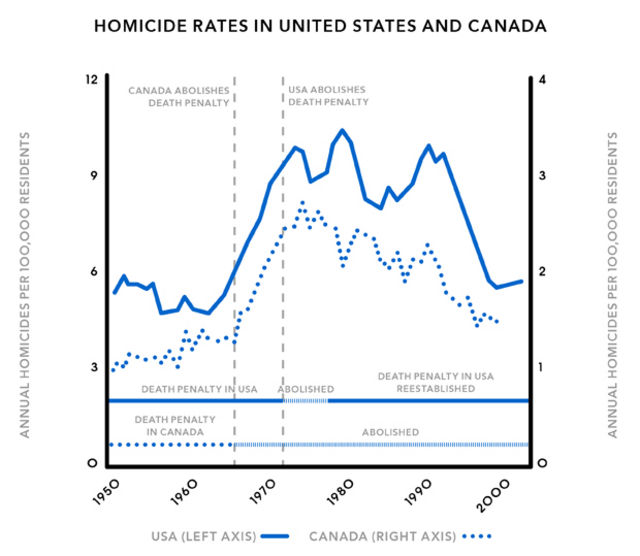 HOMICIDE RATES IN UNITED STATES AND CANADA
ANNUAL HOMICIDES PER 100,000 RESIDENTS
12
9
6
3
0
CANADA ABOLISHES
DEATH PENALTY
USA ABOLISHES
DEATH PENALTY
4
3
2
1
0
ANNUAL HOMICIDES PER 100,000 RESIDENTS
DEATH PENALTY IN USA
ABOLISHED
DEATH PENALTY IN USA
REESTABLISHED
DEATH PENALTY
IN CANADA
ABOLISHED
1950
1960
1970
1980
1990
2000
USA (LEFT AXIS)
CANADA (RIGHT AXIS)